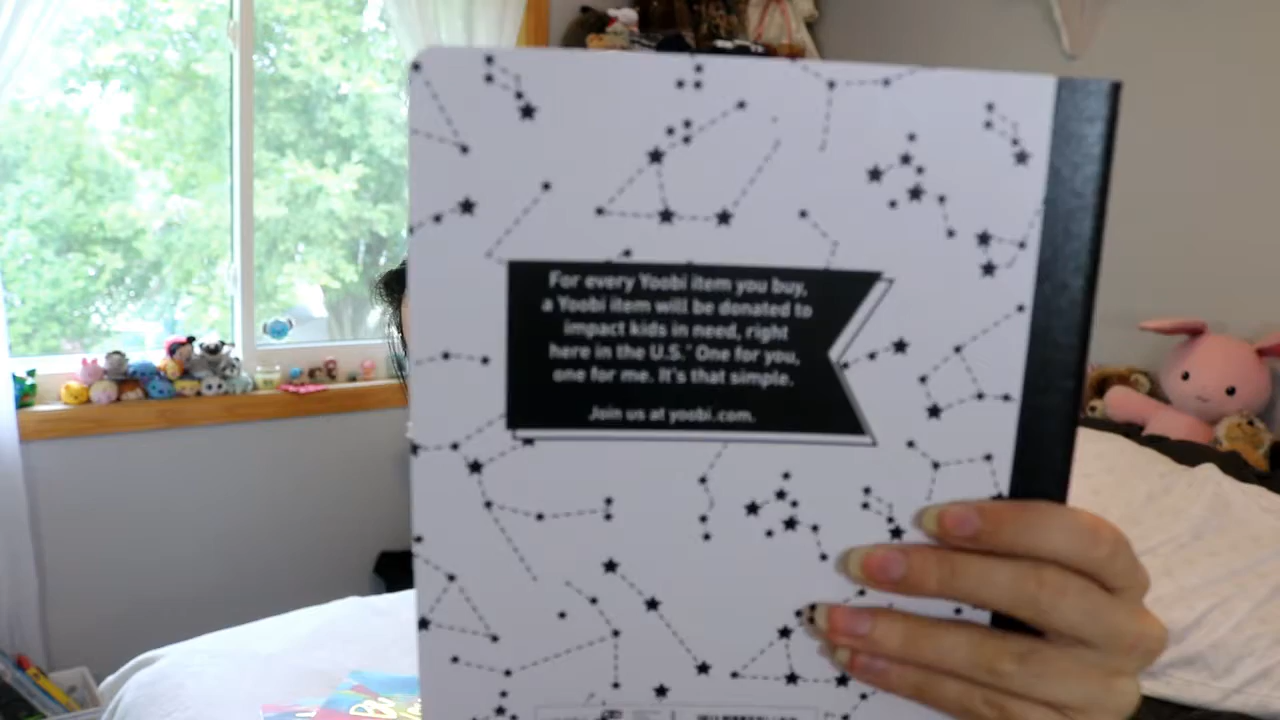 For every Yoobi item you buy,
a Yoobi item will be donated to
impact kids in need, right
here in the U.S.* One for you,
one for me. It's that simple.
Join us at yoobi.com.